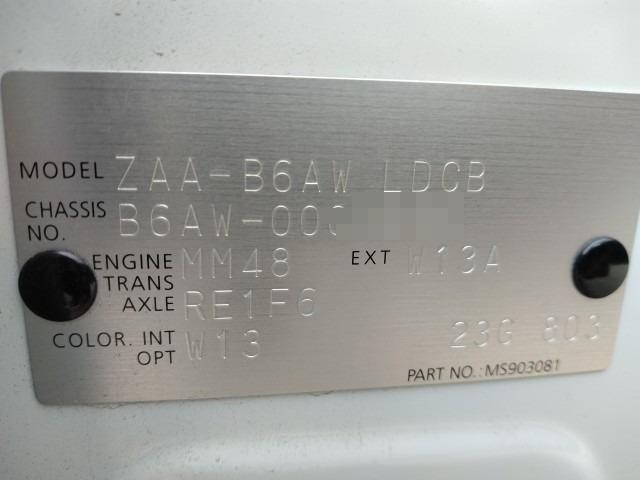 MODEL ZAA-B6AW LDCB
CHASSIS NO. B6AW-000
ENGINE MM48 EXT W13A
TRANS AXLE RE1F6
COLOR. INT OPT W13 23G 803
PART NO.:MS903081